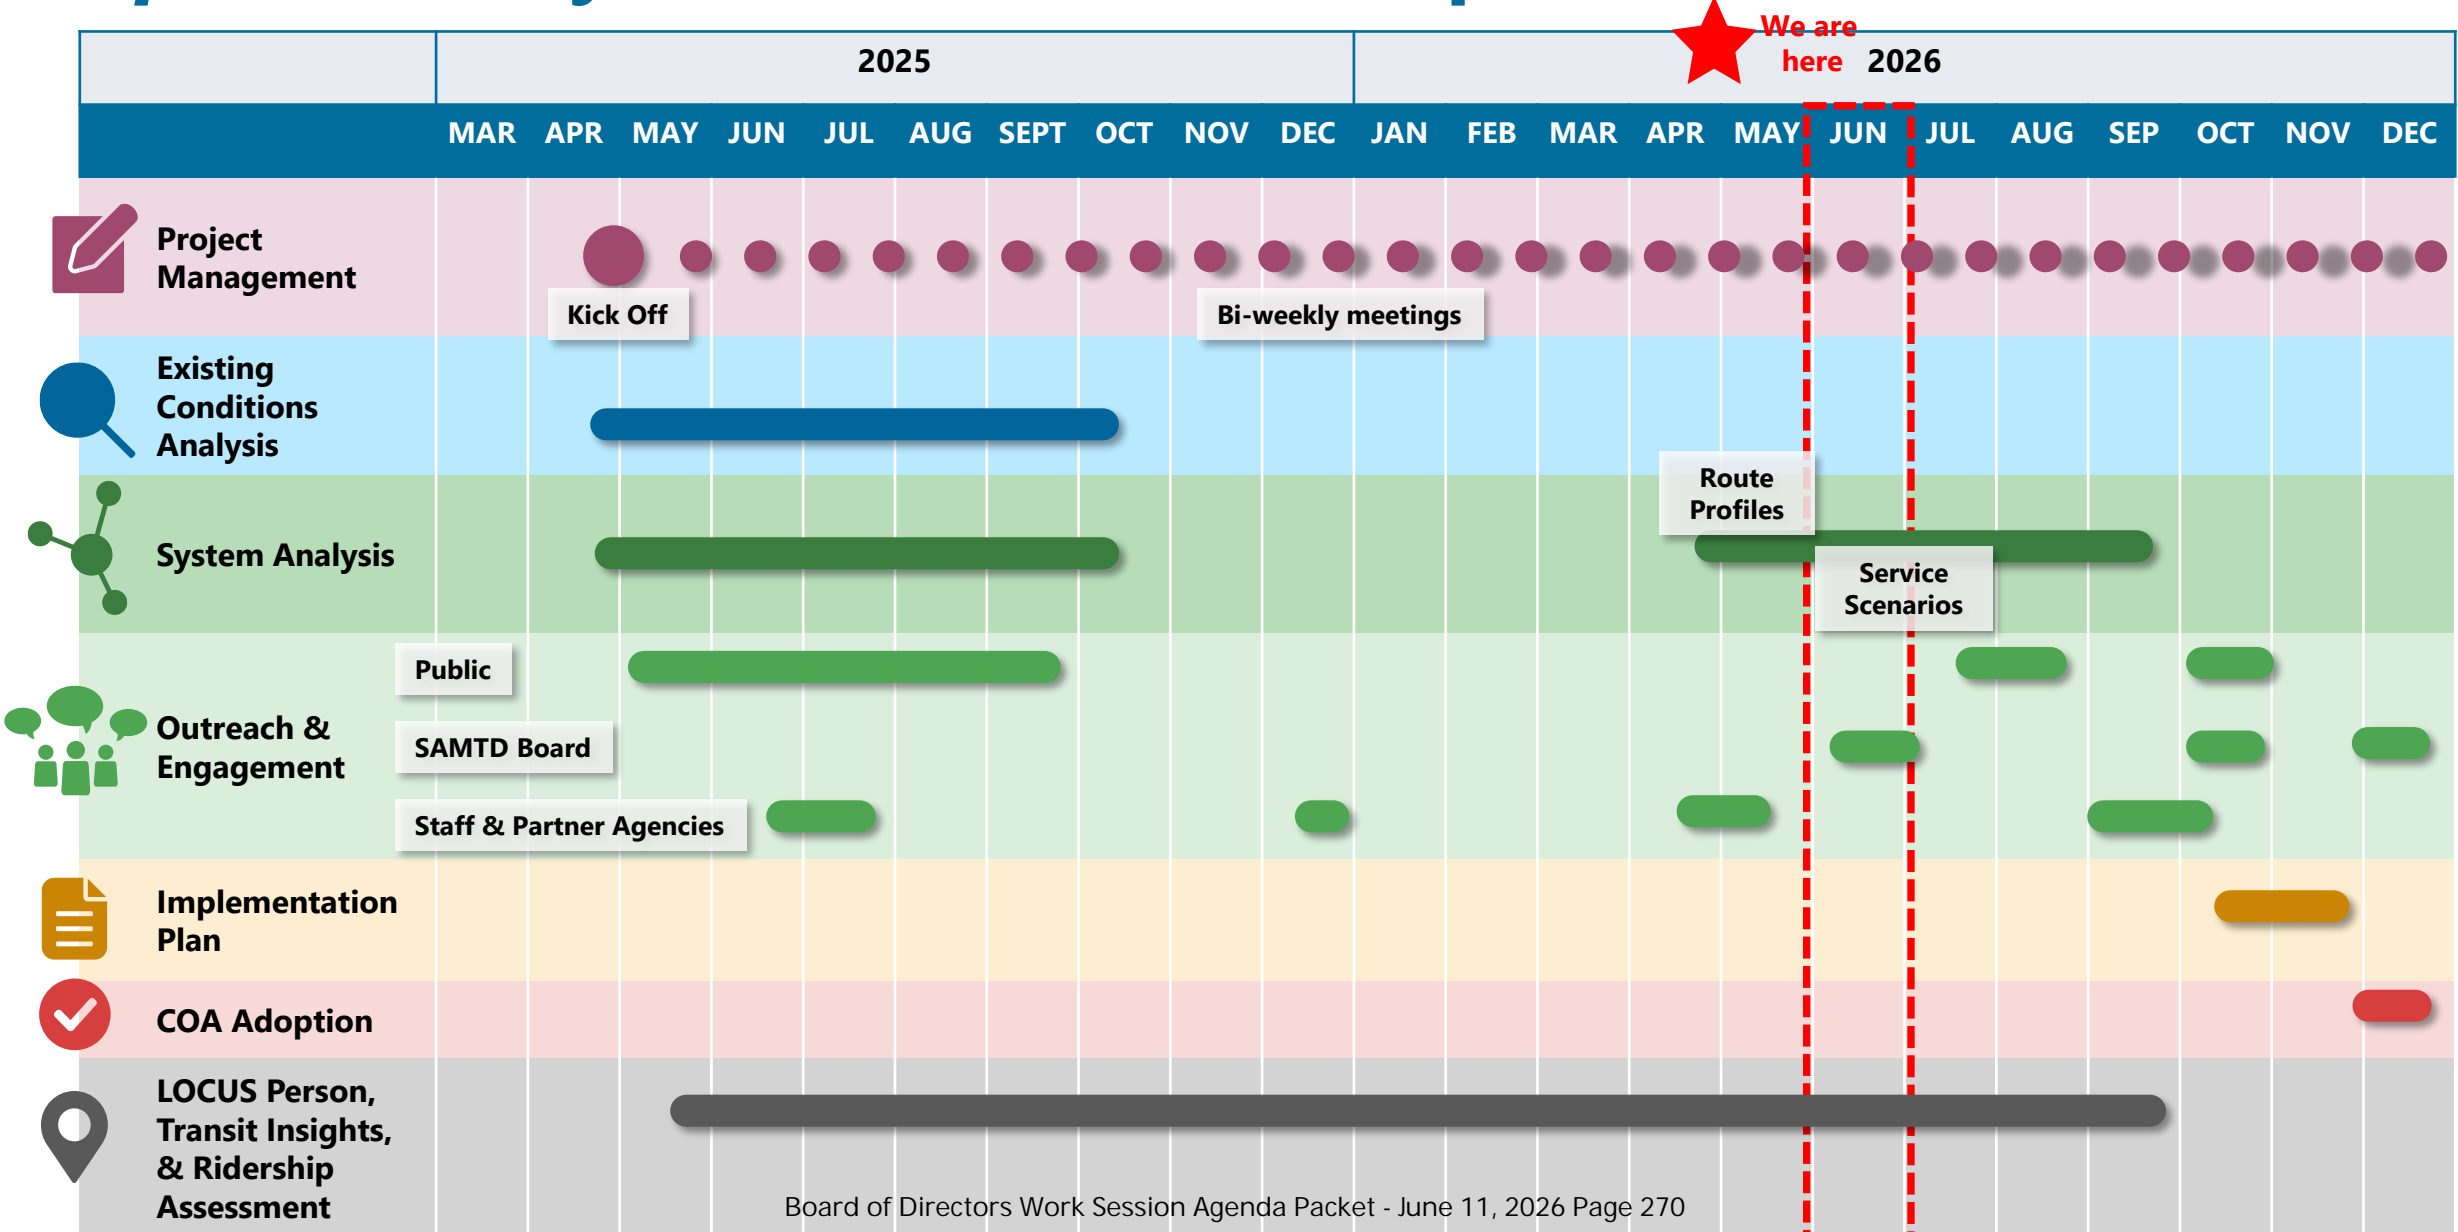 We are
here
2025
2026
MAR APR MAY JUN JUL AUG SEPT OCT NOV DEC JAN FEB MAR APR MAY JUN JUL AUG SEP OCT NOV DEC
Project
Management
Kick Off
Bi-weekly meetings
Existing
Conditions
Analysis
Route
Profiles
System Analysis
Service
Scenarios
Public
Outreach &
Engagement
SAMTD Board
Staff & Partner Agencies
Implementation
Plan
COA Adoption
LOCUS Person,
Transit Insights,
& Ridership
Assessment
Board of Directors Work Session Agenda Packet - June 11, 2026 Page 270